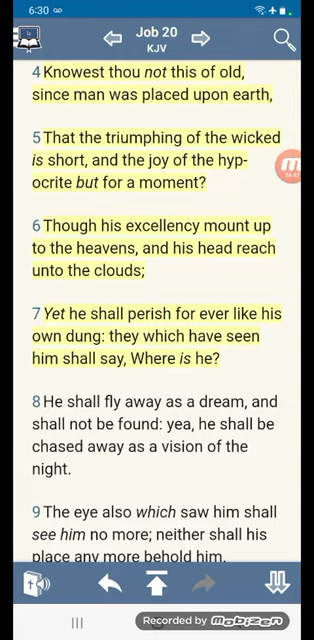 6:30
Job 20
KJV
4 Knowest thou not this of old,
since man was placed upon earth,
5 That the triumphing of the wicked
is short, and the joy of the hyp-
ocrite but for a moment?
6 Though his excellency mount up
to the heavens, and his head reach
unto the clouds;
7 Yet he shall perish for ever like his
own dung: they which have seen
him shall say, Where is he?
8 He shall fly away as a dream, and
shall not be found: yea, he shall be
chased away as a vision of the
night.
9 The eye also which saw him shall
see him no more; neither shall his
place any more behold him.
Recorded by Mobizen